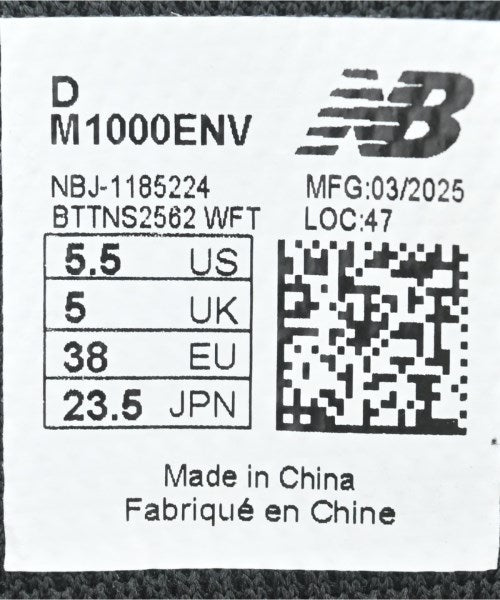 D
M1000ENV
NB
NBJ-1185224
MFG:03/2025
BTTNS2562 WFT
LOC:47
5.5 US
5 UK
38 EU
23.5 JPN
Made in China
Fabriqué en Chine